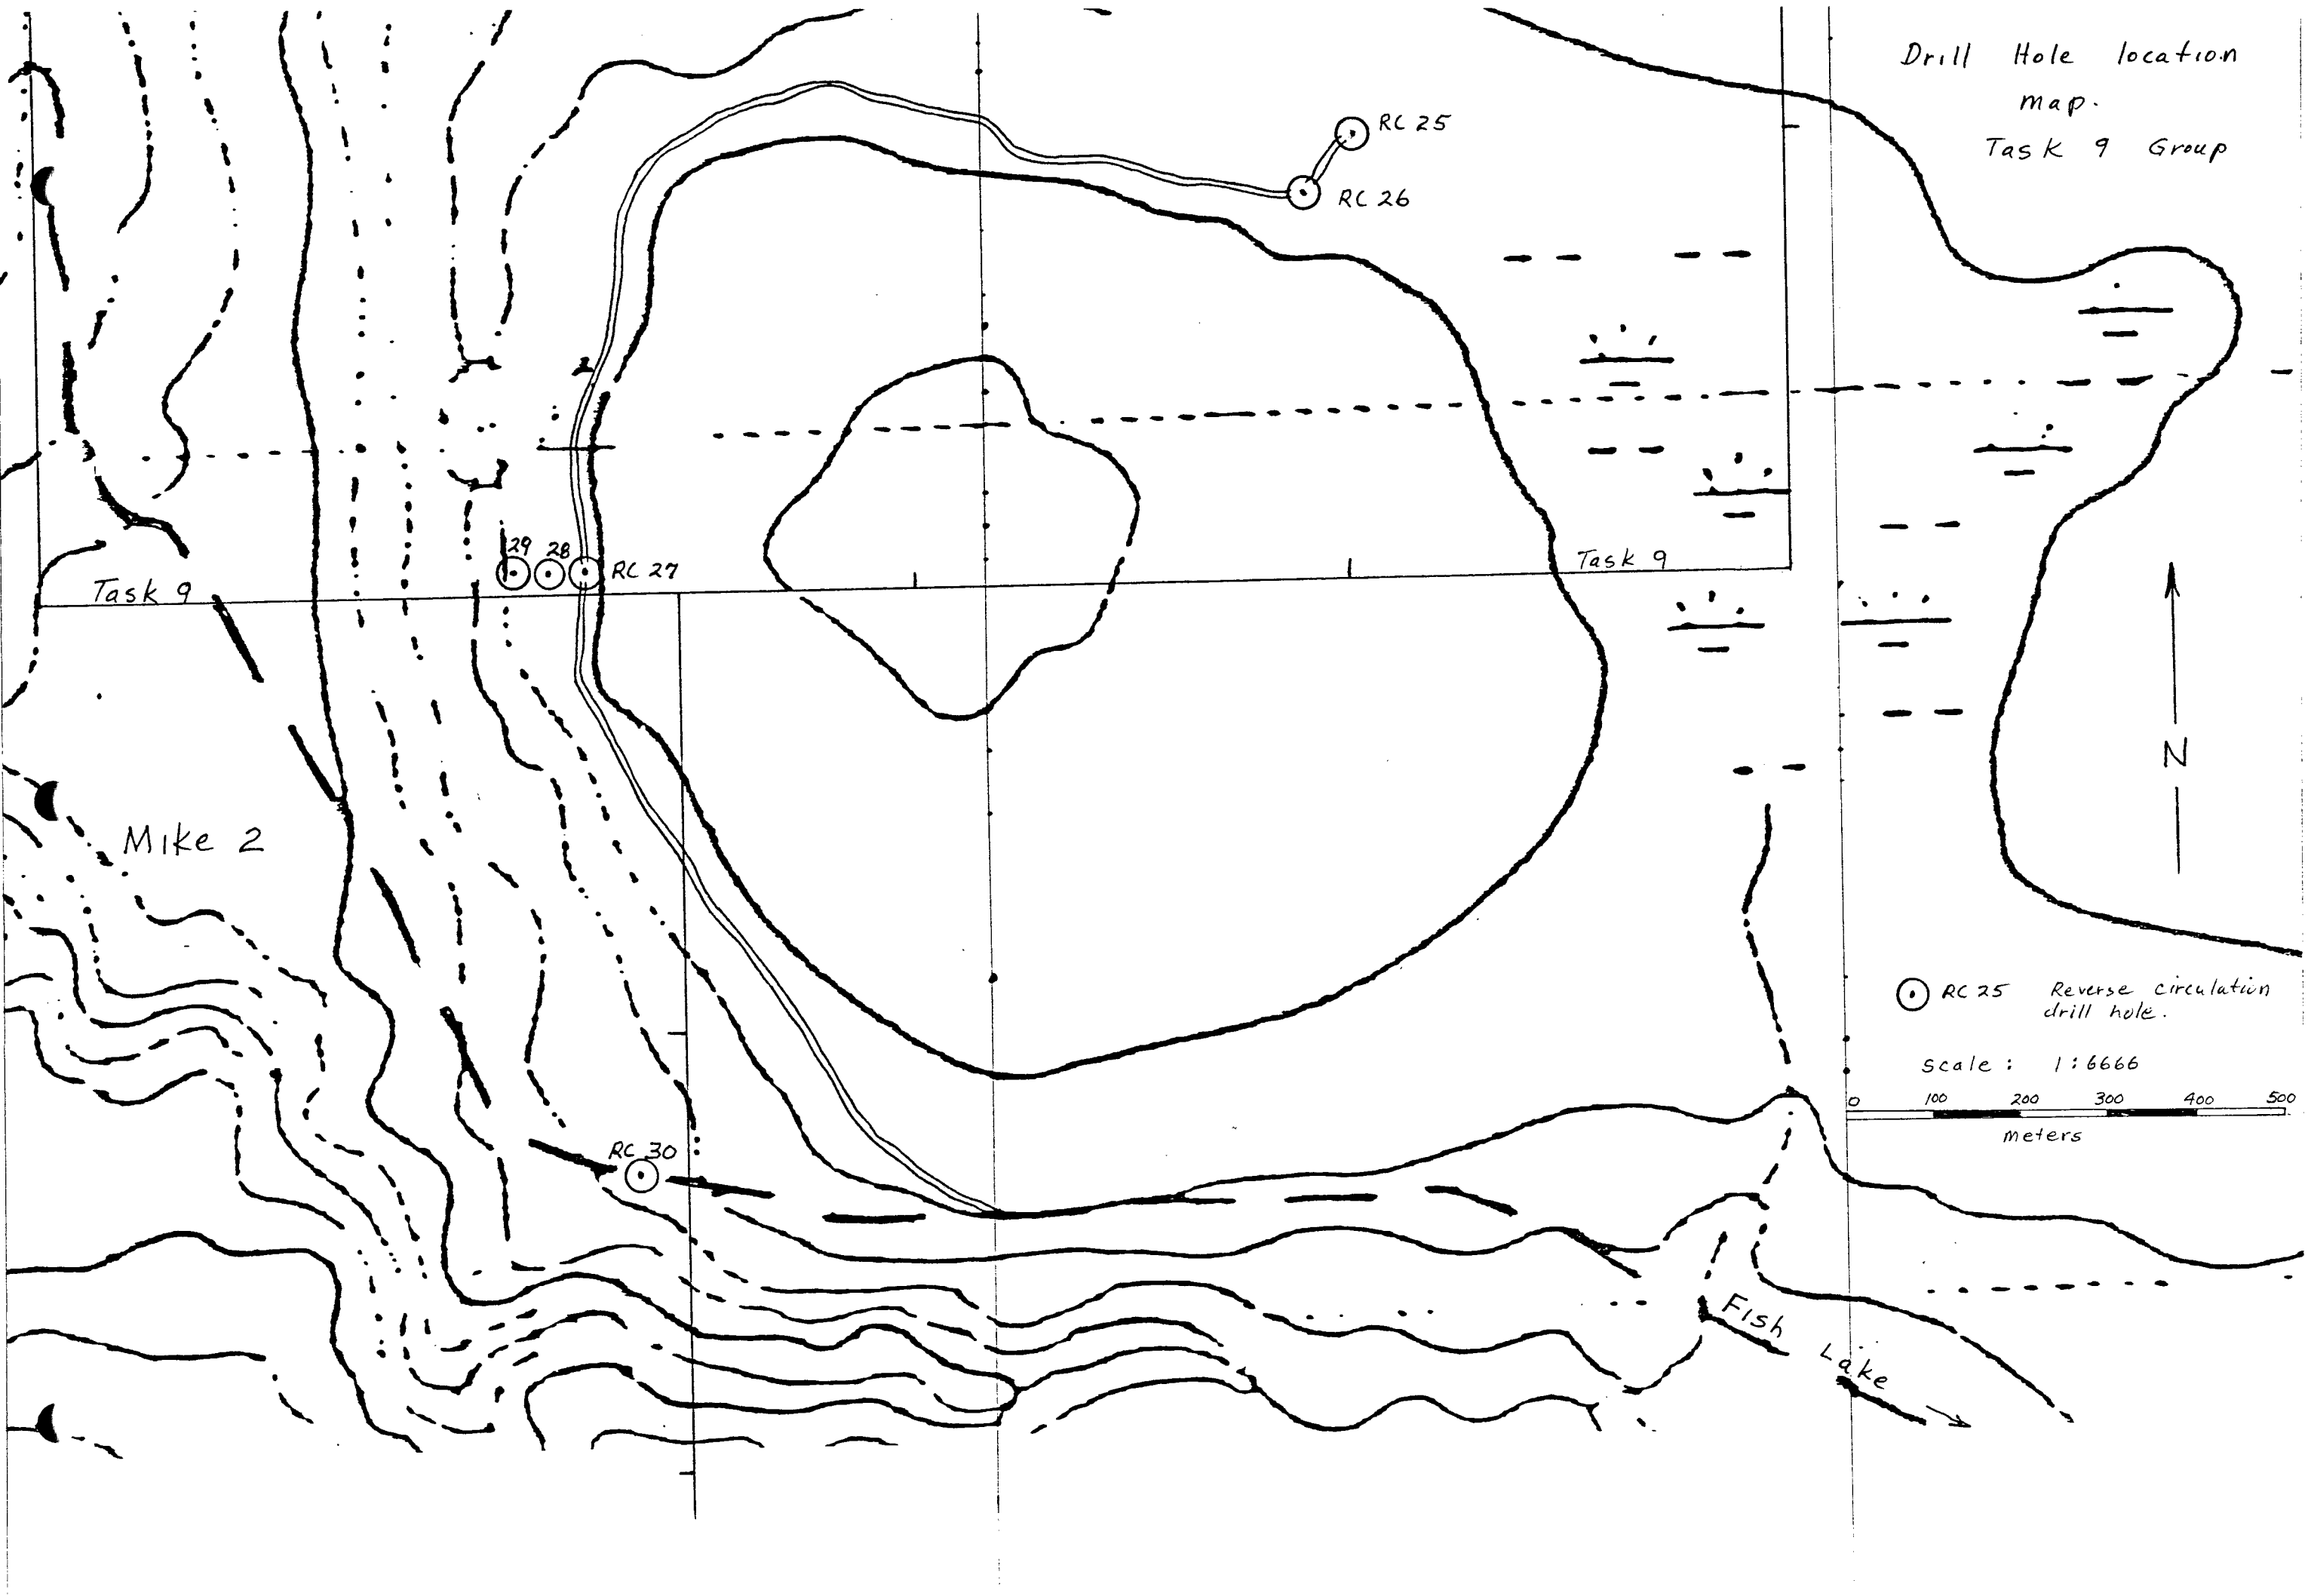 Drill Hole location
map.
Task 9 Group
RC 25
RC 26
29 28 RC 27
Task 9
Task 9
N
Mike 2
RC 25 Reverse circulation
drill hole.
Scale: 1:6666
0 100 200 300 400 500
meters
RC 30
Fish Lake